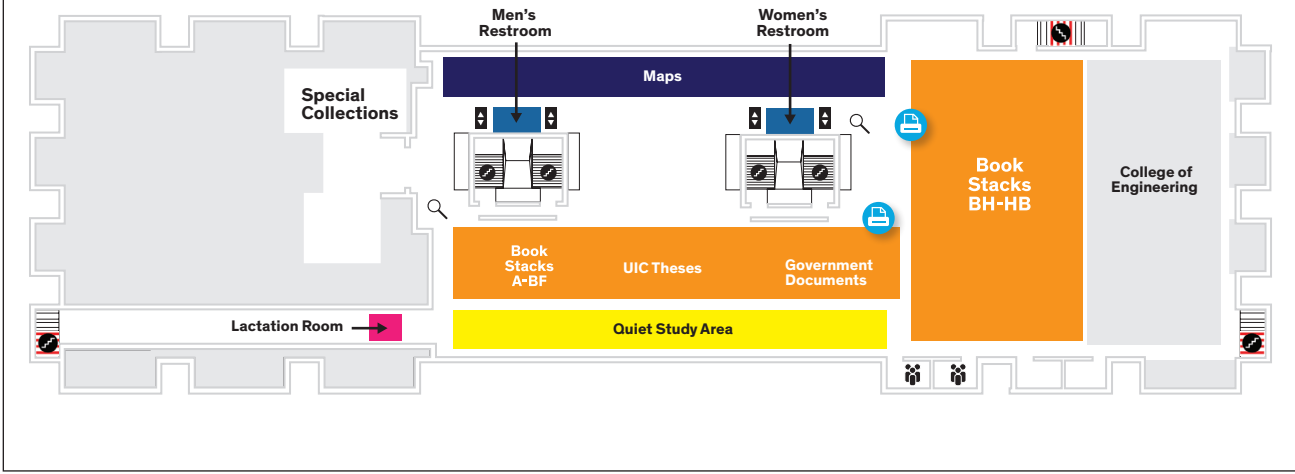 Men's
Restroom
Women's
Restroom
Maps
Special
Collections
Book
Stacks
BH-HB
College of
Engineering
Book
Stacks
A-BF
UIC Theses
Government
Documents
Lactation Room
Quiet Study Area